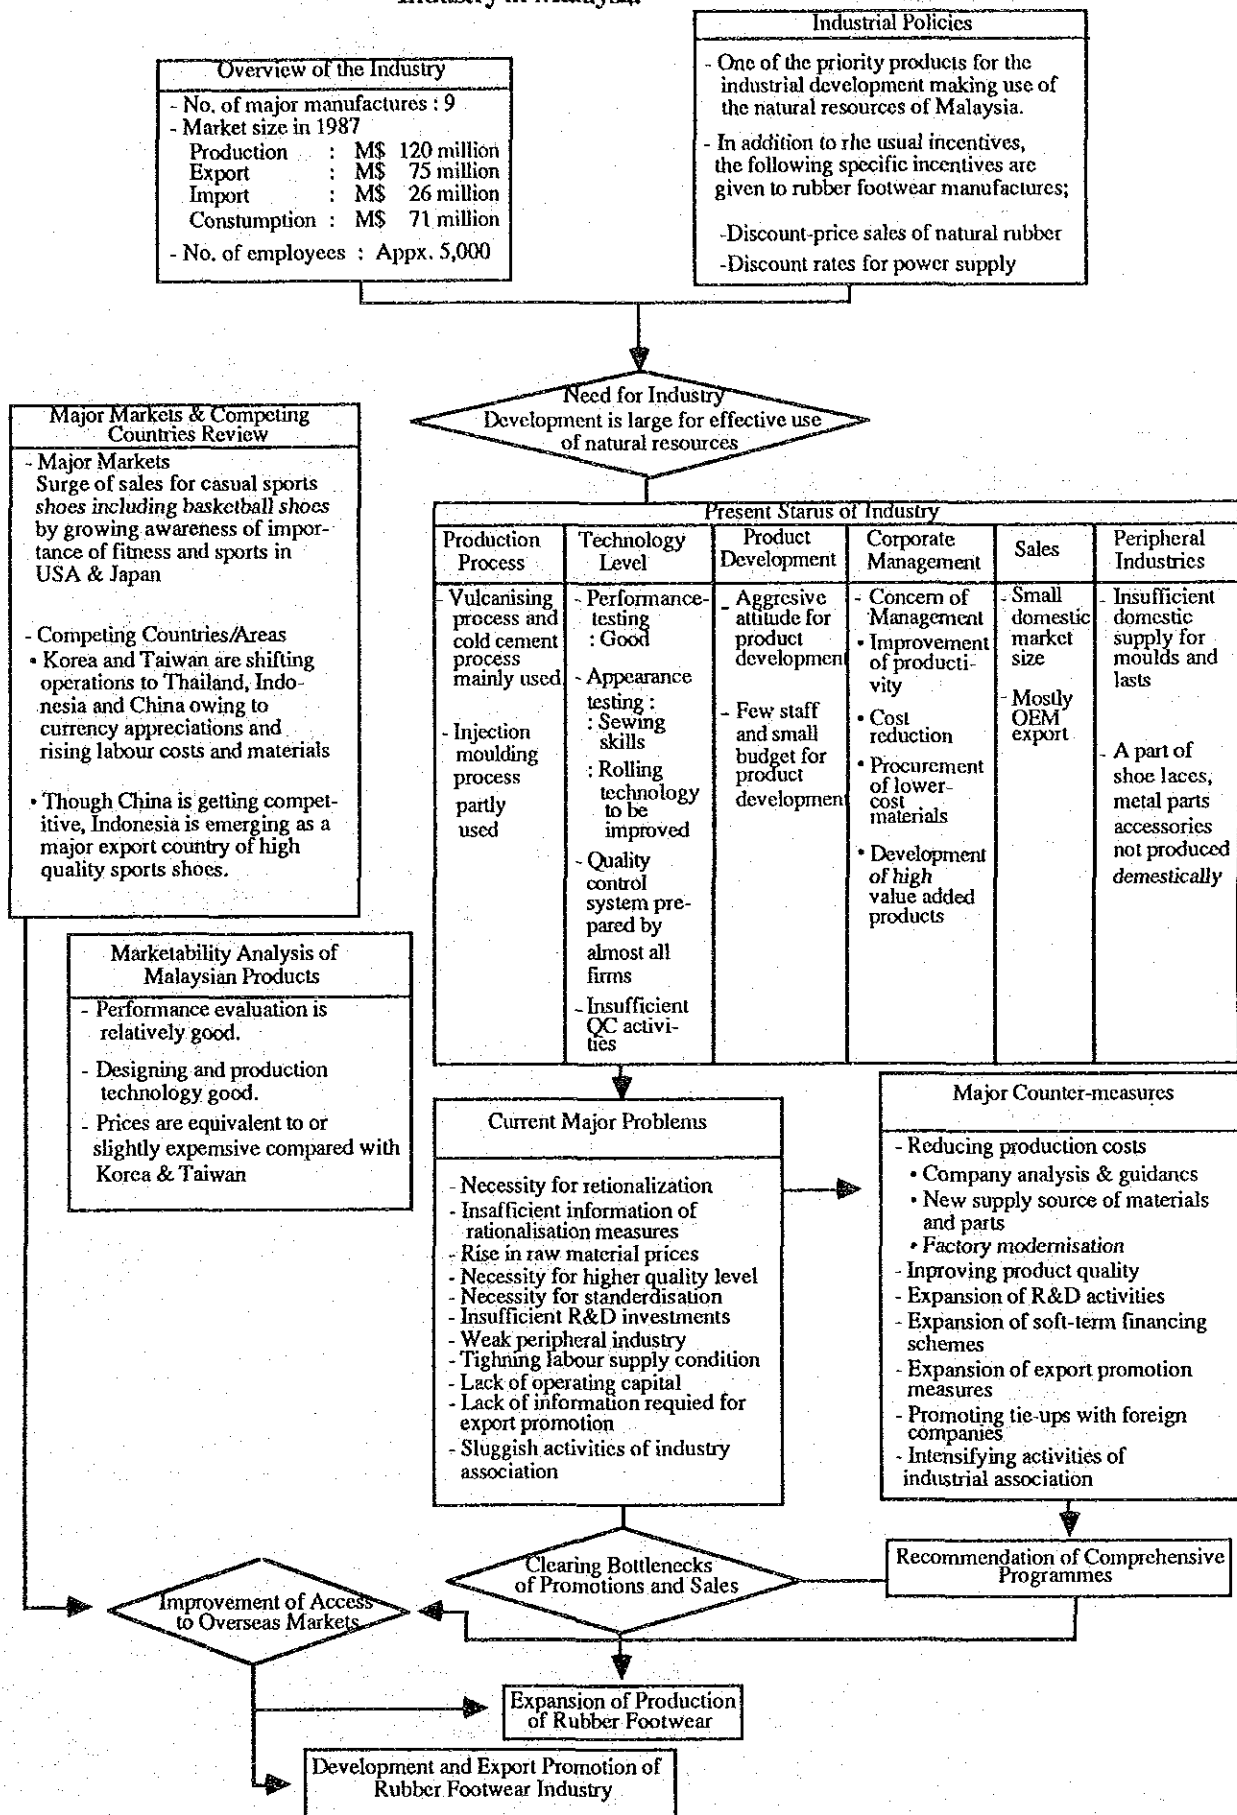 Industry in Malaysia
Industrial Policies
- One of the priority products for the
industrial development making use of
the natural resources of Malaysia.
- In addition to rhe usual incentives,
the following specific incentives are
given to rubber footwear manufactures;
-Discount-price sales of natural rubber
-Discount rates for power supply
Overview of the Industry
- No. of major manufactures : 9
- Market size in 1987
Production : M$ 120 million
Export : M$ 75 million
Import : M$ 26 million
Constumption : M$ 71 million
- No. of employees : Appx. 5,000
Need for Industry
Development is large for effective use
of natural resources
Major Markets & Competing
Countries Review
- Major Markets
Surge of sales for casual sports
shoes including basketball shoes
by growing awareness of impor-
tance of fitness and sports in
USA & Japan
- Competing Countries/Areas
• Korea and Taiwan are shifting
operations to Thailand, Indo-
nesia and China owing to
currency appreciations and
rising labour costs and materials
• Though China is getting compet-
itive, Indonesia is emerging as a
major export country of high
quality sports shoes.
Present Starus of Industry
Production
Process
- Vulcanising
process and
cold cement
process
mainly used
- Injection
moulding
process
partly
used
Technology
Level
- Performance-
testing
: Good
- Appearance
testing :
: Sewing
skills
: Rolling
technology
to be
improved
- Quality
control
system pre-
pared by
almost all
firms
- Insufficient
QC activi-
ties
Product
Development
- Aggresive
attitude for
product
development
- Few staff
and small
budget for
product
development
Corporate
Management
- Concern of
Management
• Improvement
of producti-
vity
• Cost
reduction
• Procurement
of lower-
cost
materials
• Development
of high
value added
products
Sales
- Small
domestic
market
size
- Mostly
OEM
export
Peripheral
Industries
- Insufficient
domestic
supply for
moulds and
lasts
- A part of
shoe laces,
metal parts
accessories
not produced
demestically
Marketability Analysis of
Malaysian Products
- Performance evaluation is
relatively good.
- Designing and production
technology good.
- Prices are equivalent to or
slightly expemsive compared with
Korea & Taiwan
Current Major Problems
- Necessity for retionalization
- Insafficient information of
rationalisation measures
- Rise in raw material prices
- Necessity for higher quality level
- Necessity for standerdisation
- Insufficient R&D investments
- Weak peripheral industry
- Tighning labour supply condition
- Lack of operating capital
- Lack of information requied for
export promotion
- Sluggish activities of industry
association
Major Counter-measures
- Reducing production costs
• Company analysis & guidancs
• New supply source of materials
and parts
• Factory modernisation
- Inproving product quality
- Expansion of R&D activities
- Expansion of soft-term financing
schemes
- Expansion of export promotion
measures
- Promoting tie-ups with foreign
companies
- Intensifying activities of
industrial association
Clearing Bottlenecks
of Promotions and Sales
Recommendation of Comprehensive
Programmes
Improvement of Access
to Overseas Markets
Expansion of Production
of Rubber Footwear
Development and Export Promotion of
Rubber Footwear Industry